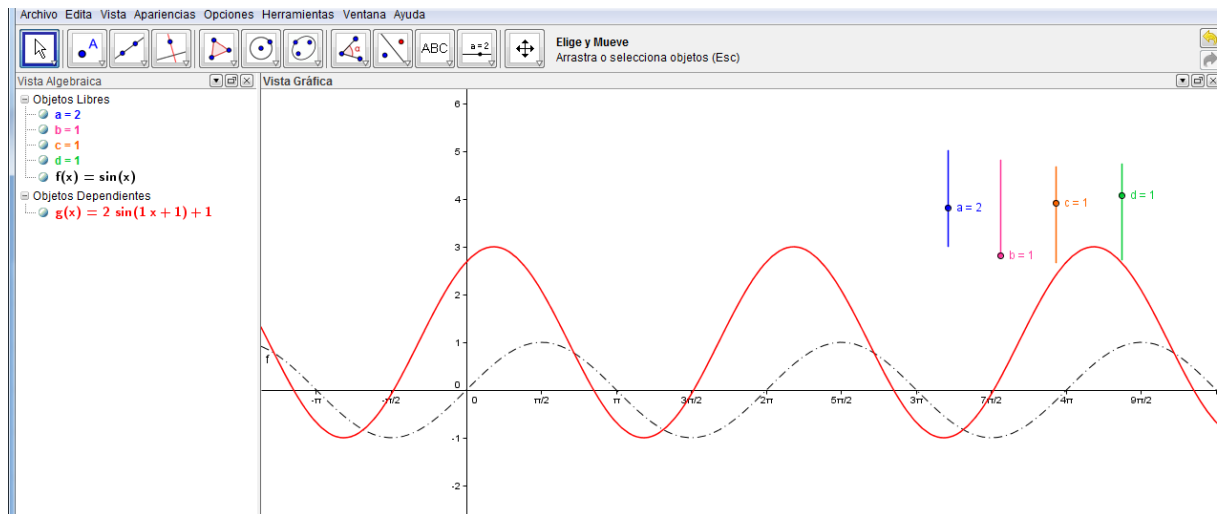 Archivo Edita Vista Apariencias Opciones Herramientas Ventana Ayuda
A
α
ABC
a=2
Elige y Mueve
Arrastra o selecciona objetos (Esc)
Vista Algebraica
Objetos Libres
a = 2
b = 1
c = 1
d = 1
f(x) = sin(x)
Objetos Dependientes
g(x) = 2 sin(1 x + 1) + 1
Vista Gráfica
6
5
4
3
2
1
0
-1
-2
a = 2
b = 1
c = 1
d = 1
f
-π
-π/2
0
π/2
π
3π/2
2π
5π/2
3π
7π/2
4π
9π/2